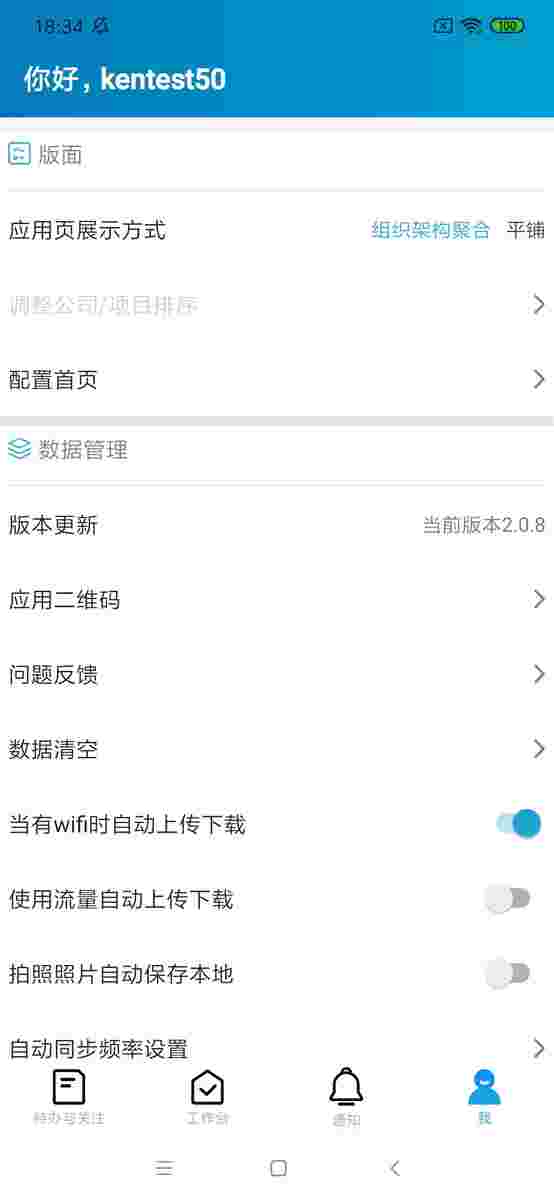 18:34
100
你好，kentest50
版面
应用页展示方式 组织架构聚合 平铺
调整公司/项目排序
配置首页
数据管理
版本更新 当前版本2.0.8
应用二维码
问题反馈
数据清空
当有wifi时自动上传下载
使用流量自动上传下载
拍照照片自动保存本地
自动同步频率设置
待办与关注 工作台 通知 我